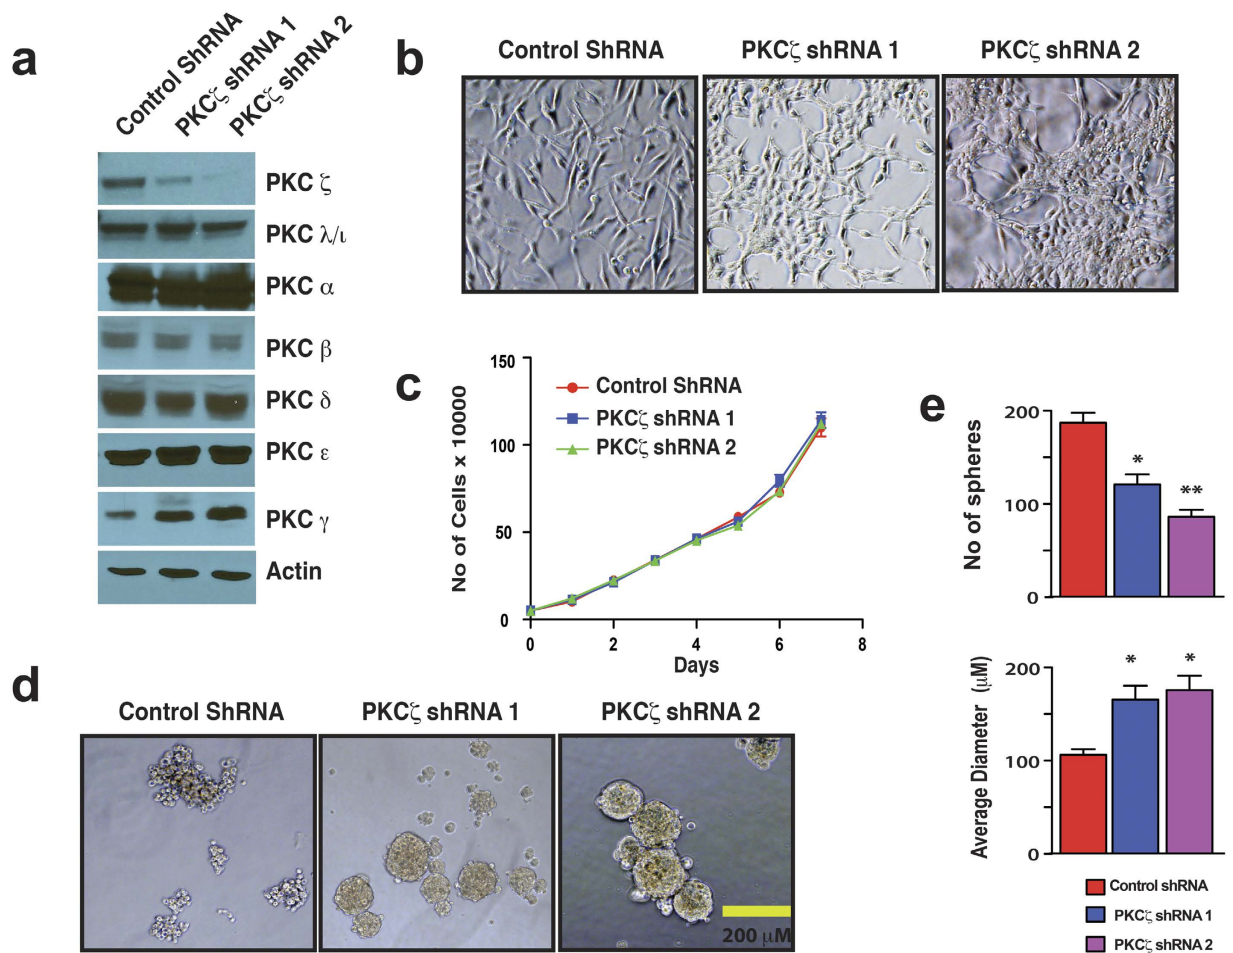 a
Control ShRNA
PKCζ shRNA 1
PKCζ shRNA 2
PKC ζ
PKC λ/ι
PKC α
PKC β
PKC δ
PKC ε
PKC γ
Actin
b
Control ShRNA
PKCζ shRNA 1
PKCζ shRNA 2
c
No of Cells x 10000
150
100
50
0
0 2 4 6 8
Days
Control ShRNA
PKCζ shRNA 1
PKCζ shRNA 2
d
Control ShRNA
PKCζ shRNA 1
PKCζ shRNA 2
200 μM
e
No of spheres
200
100
0
*
**
Average Diameter (μM)
200
100
0
*
*
Control shRNA
PKCζ shRNA 1
PKCζ shRNA 2